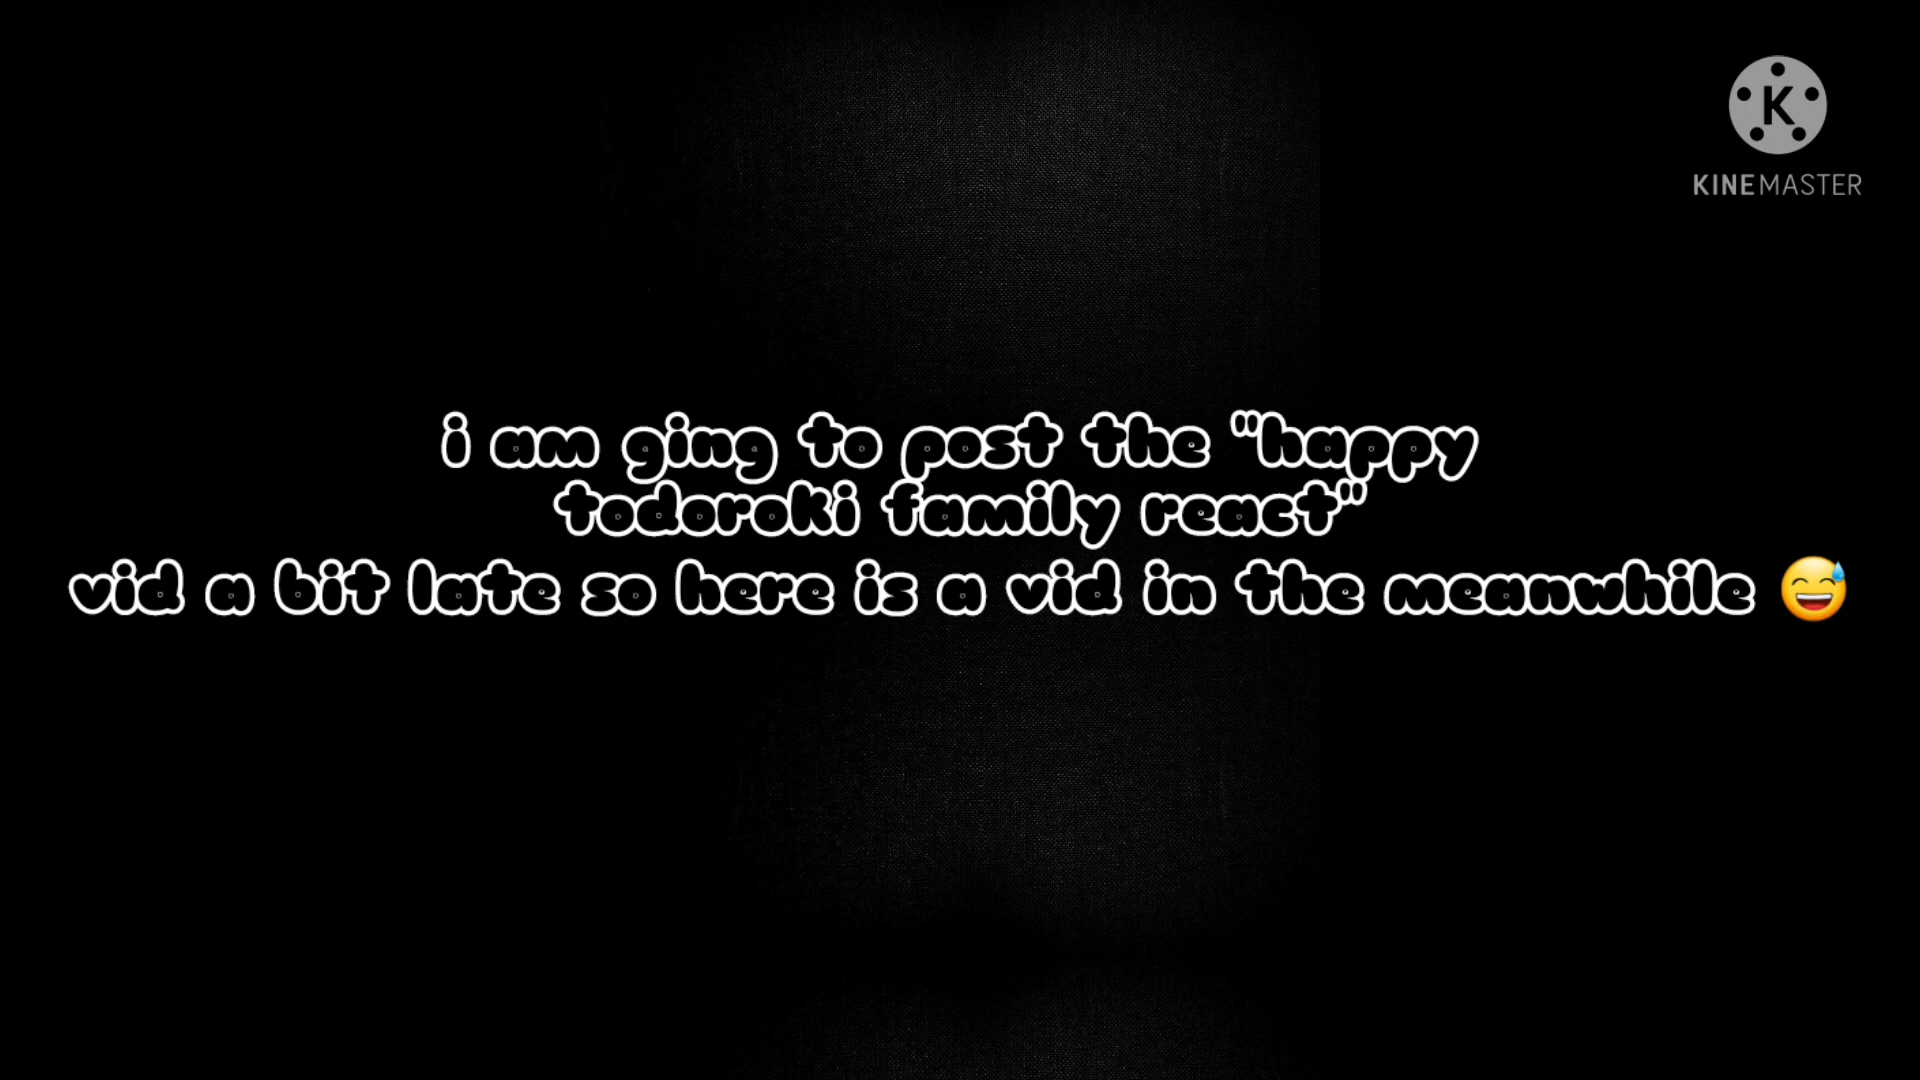 K
KINEMASTER
i am ging to post the "happy
todoroki family react"
vid a bit late so here is a vid in the meanwhile 😅